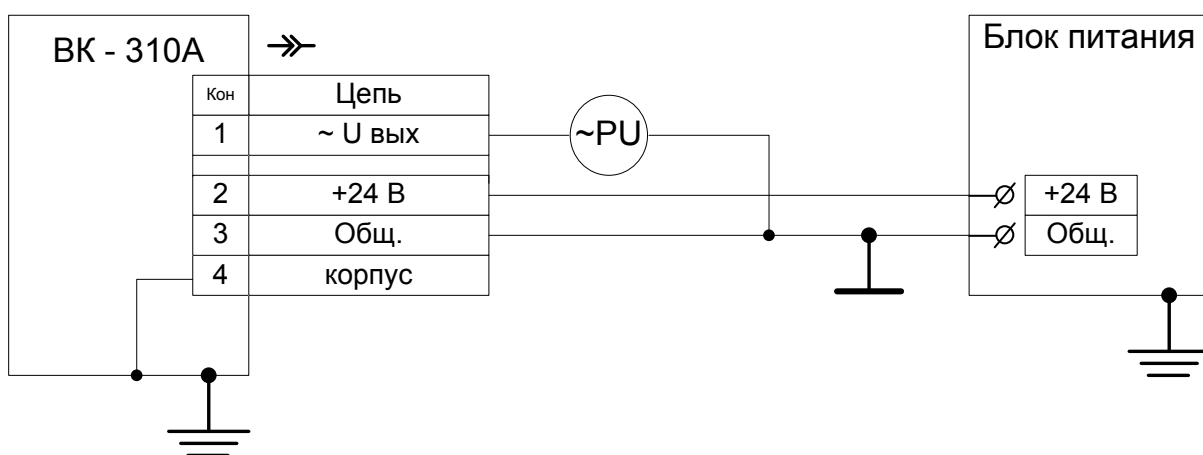 ВК - 310А
Блок питания
Кон Цепь
1 ~ U вых
~PU
2 +24 В
+24 В
3 Общ.
Общ.
4 корпус